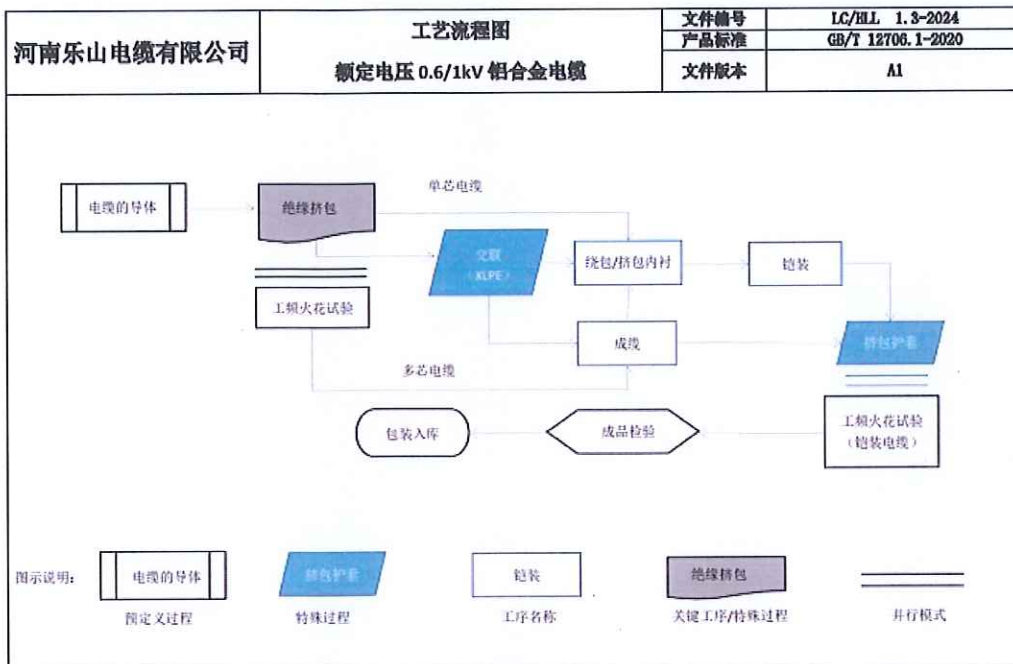 河南乐山电缆有限公司
工艺流程图
额定电压 0.6/1kV 铝合金电缆
文件编号
LC/HLL 1.3-2024
产品标准
GB/T 12706.1-2020
文件版本
A1
单芯电缆
电缆的导体
绝缘挤包
交联
（XLPE）
绕包/挤包内衬
铠装
工频火花试验
成缆
挤包护套
多芯电缆
包装入库
成品检验
工频火花试验
（铠装电缆）
图示说明：
电缆的导体
挤包护套
铠装
绝缘挤包
预定义过程
特殊过程
工序名称
关键工序/特殊过程
并行模式